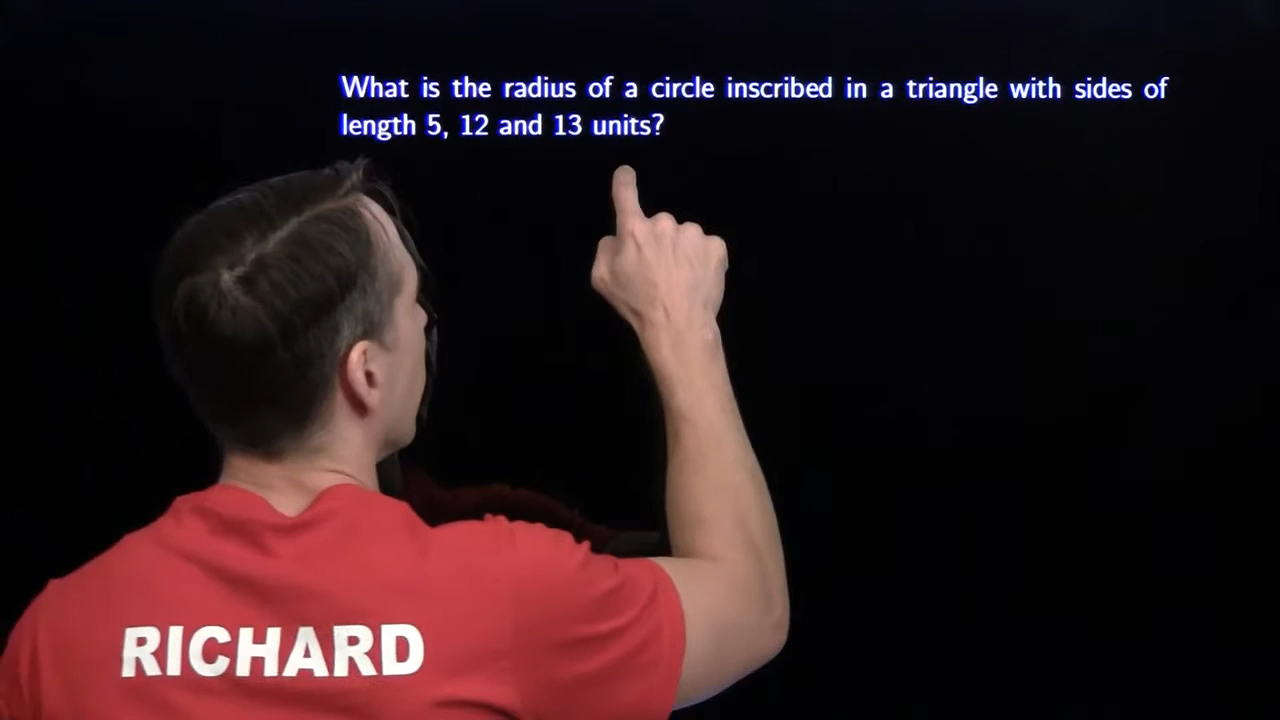 What is the radius of a circle inscribed in a triangle with sides of
length 5, 12 and 13 units?
RICHARD